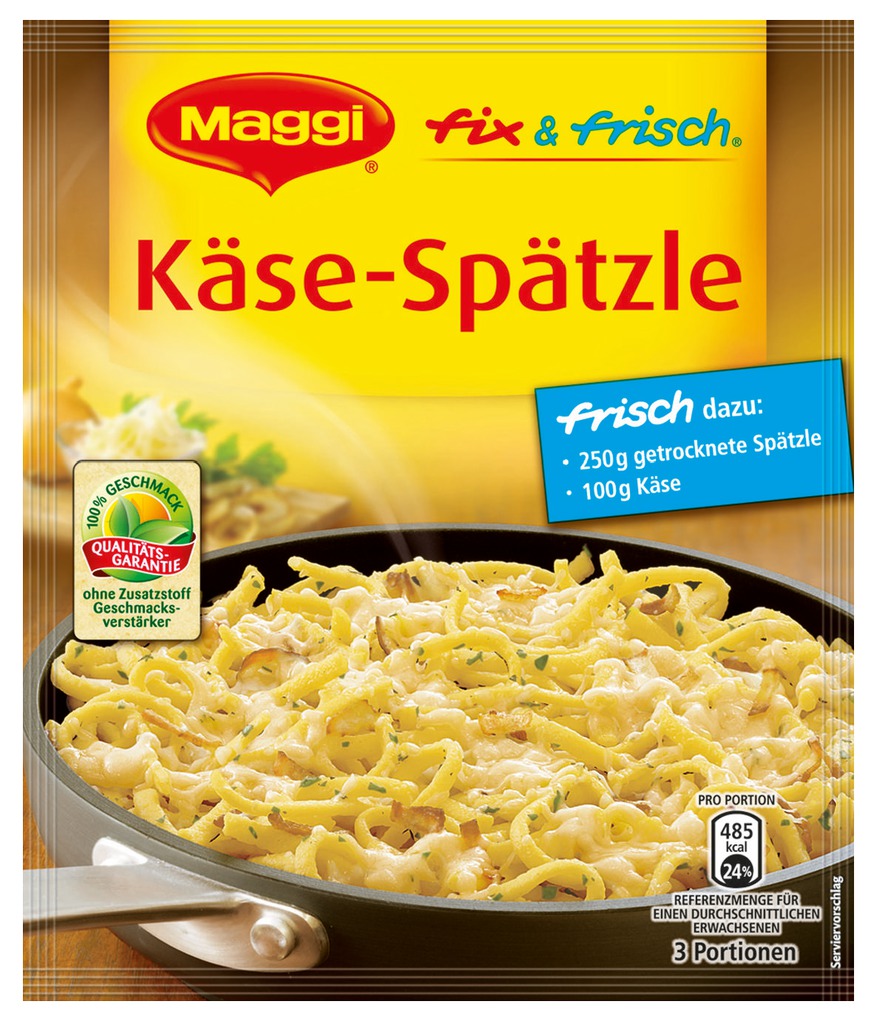 Maggi
®
fix & frisch®
Käse-Spätzle
frisch dazu:
• 250g getrocknete Spätzle
• 100g Käse
100% GESCHMACK
QUALITÄTS-
GARANTIE
ohne Zusatzstoff
Geschmacks-
verstärker
PRO PORTION
485
kcal
24%
REFERENZMENGE FÜR
EINEN DURCHSCHNITTLICHEN
ERWACHSENEN
3 Portionen
Serviervorschlag